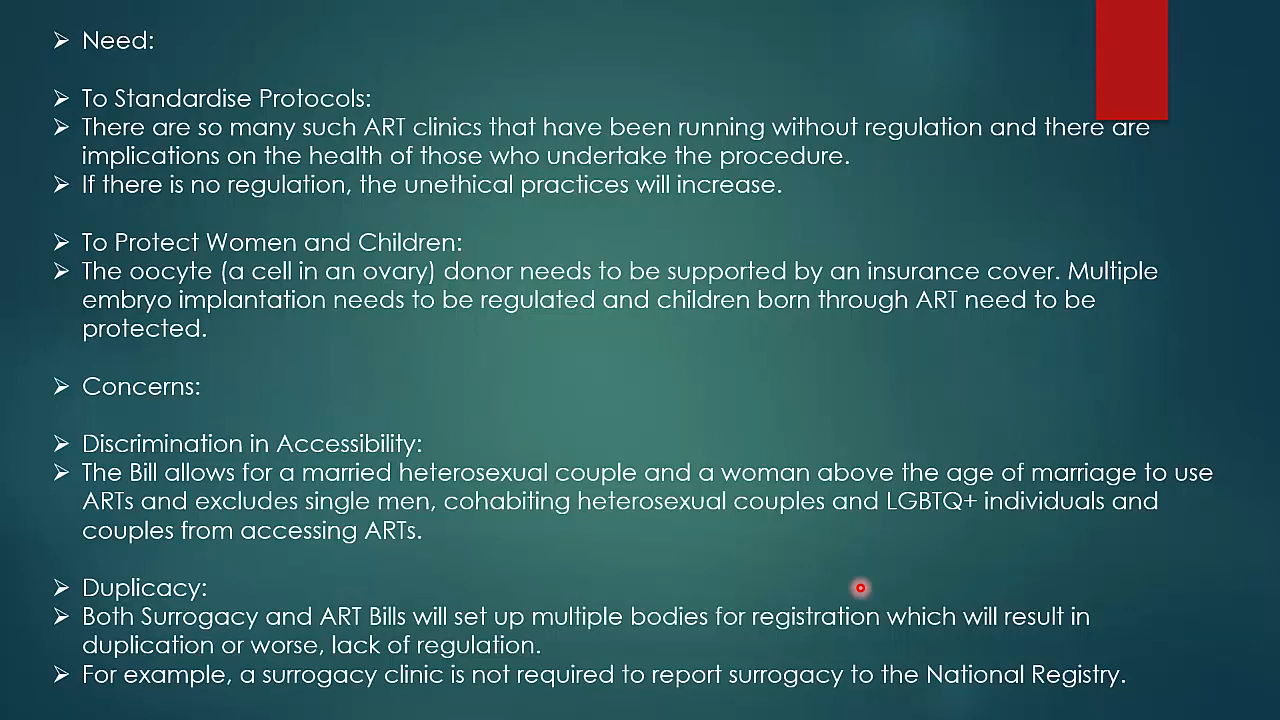 Need:
To Standardise Protocols:
There are so many such ART clinics that have been running without regulation and there are
implications on the health of those who undertake the procedure.
If there is no regulation, the unethical practices will increase.
To Protect Women and Children:
The oocyte (a cell in an ovary) donor needs to be supported by an insurance cover. Multiple
embryo implantation needs to be regulated and children born through ART need to be
protected.
Concerns:
Discrimination in Accessibility:
The Bill allows for a married heterosexual couple and a woman above the age of marriage to use
ARTs and excludes single men, cohabiting heterosexual couples and LGBTQ+ individuals and
couples from accessing ARTs.
Duplicacy:
Both Surrogacy and ART Bills will set up multiple bodies for registration which will result in
duplication or worse, lack of regulation.
For example, a surrogacy clinic is not required to report surrogacy to the National Registry.